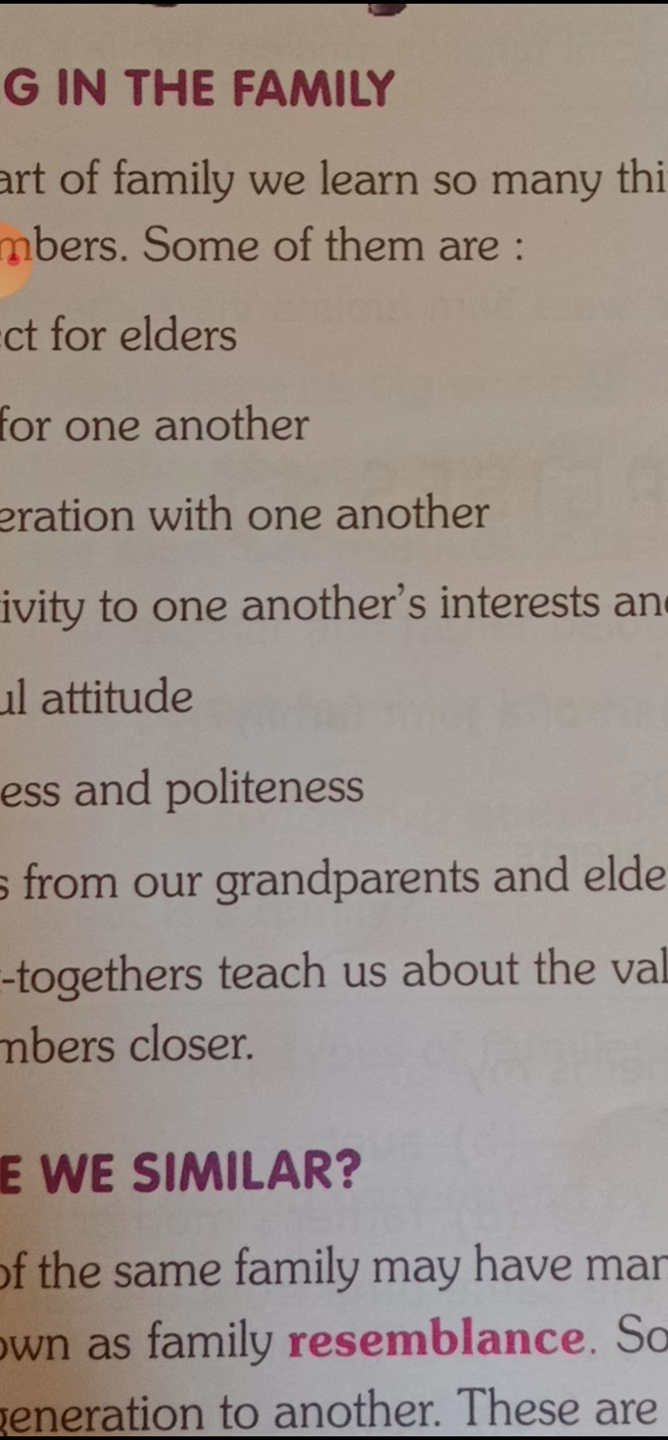 G IN THE FAMILY
art of family we learn so many thi
mbers. Some of them are :
ct for elders
for one another
eration with one another
ivity to one another's interests and
ul attitude
ess and politeness
s from our grandparents and elde
-togethers teach us about the val
mbers closer.
E WE SIMILAR?
of the same family may have mar
own as family resemblance. So
generation to another. These are